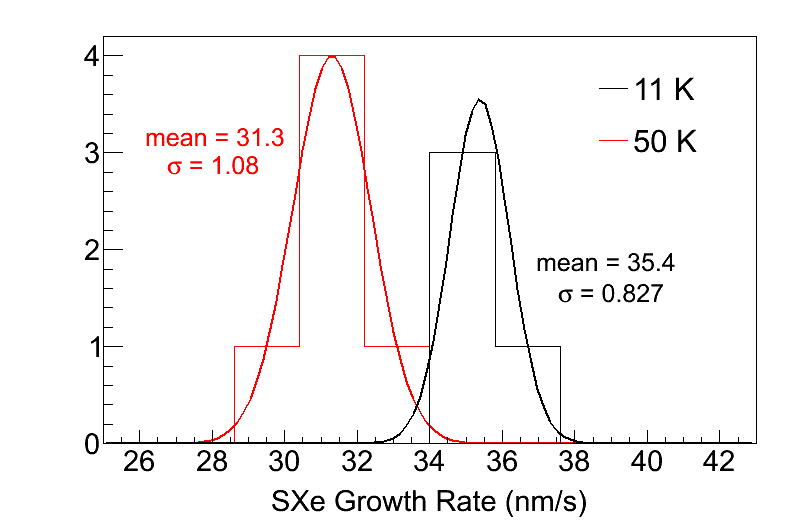 4
3
2
1
0
mean = 31.3
σ = 1.08
11 K
50 K
mean = 35.4
σ = 0.827
26 28 30 32 34 36 38 40 42
SXe Growth Rate (nm/s)